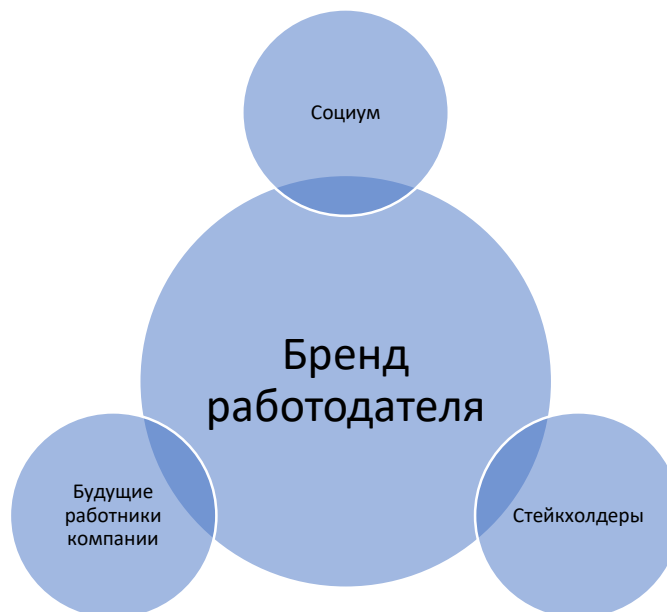 Социум
Бренд
работодателя
Будущие
работники
компании
Стейкхолдеры